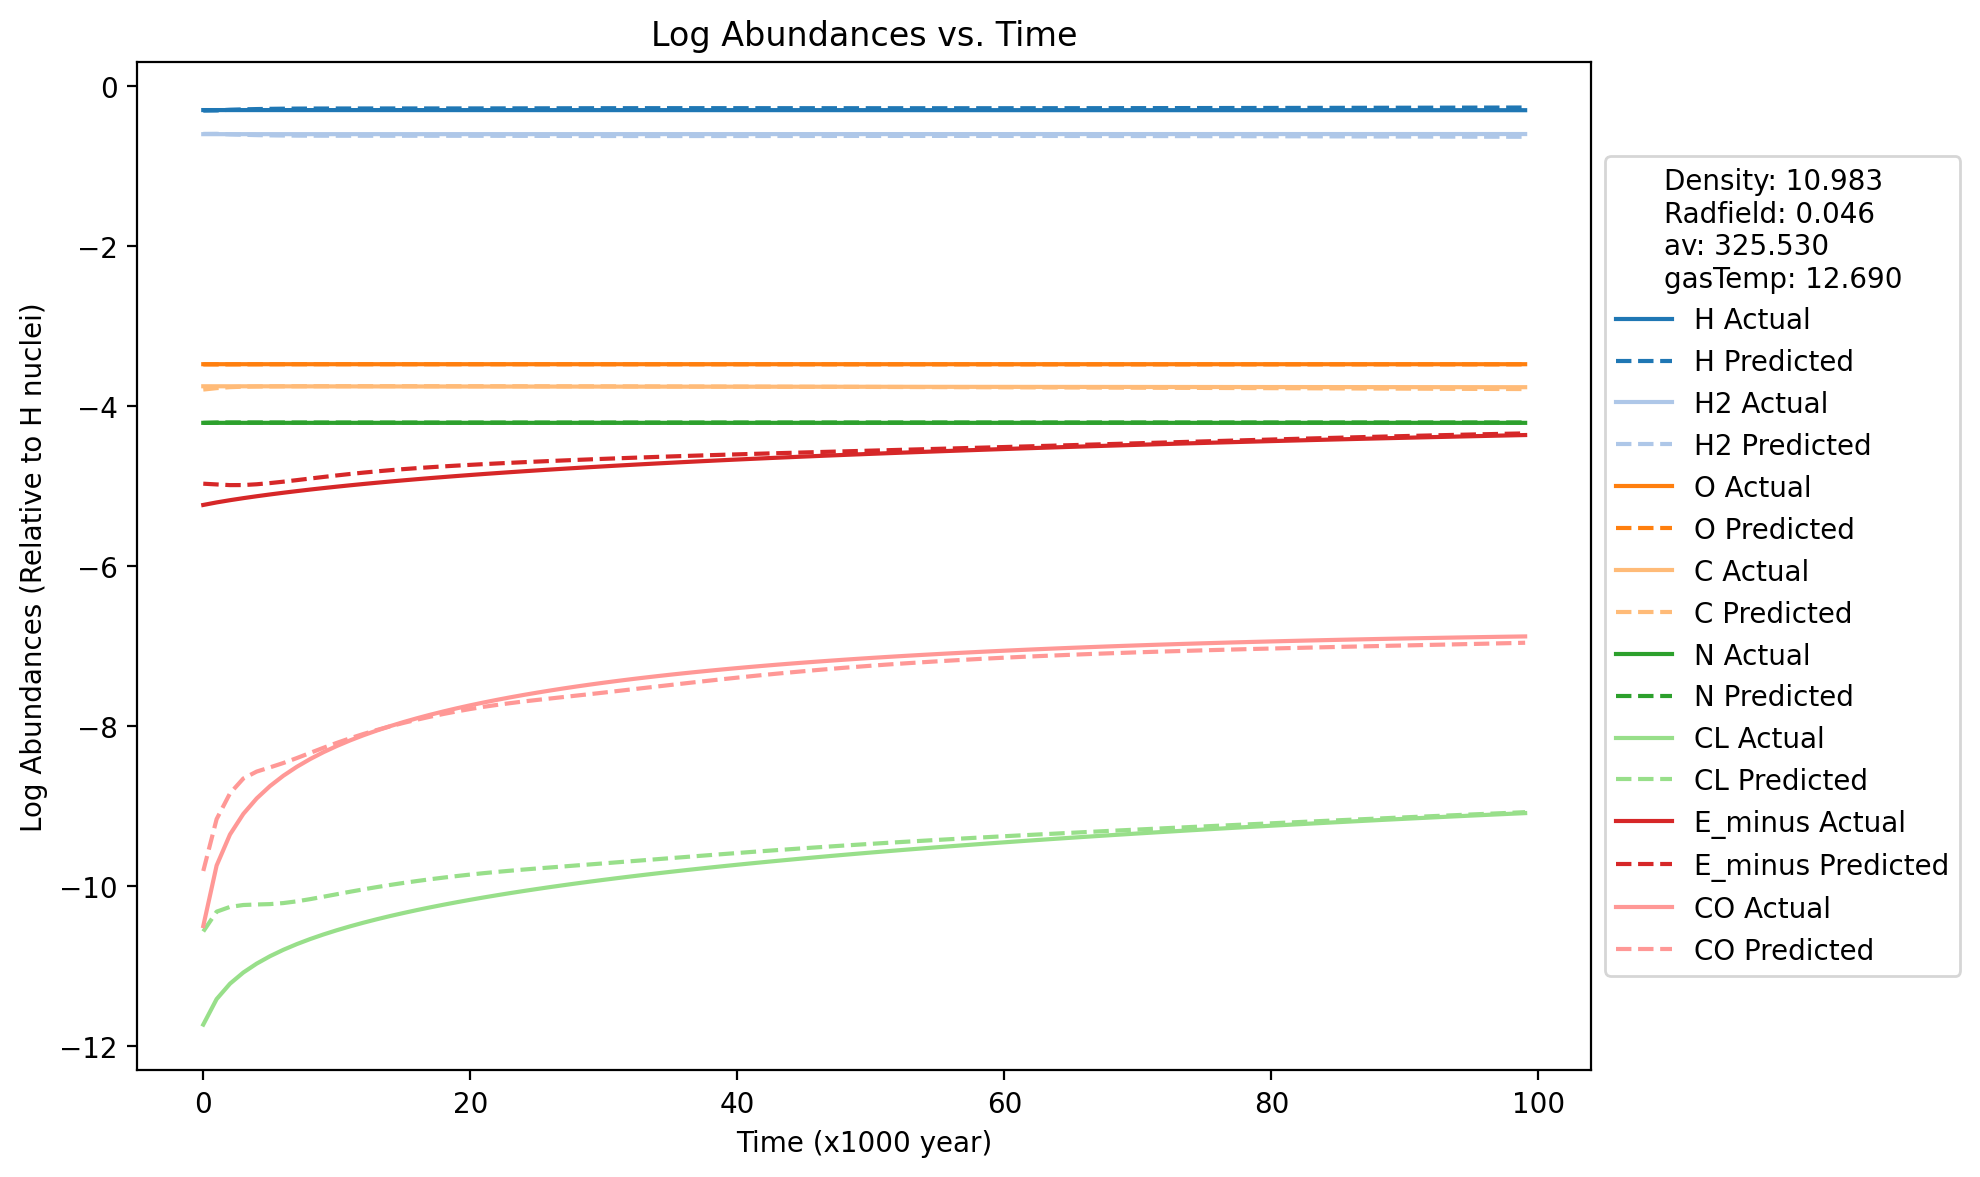 Log Abundances vs. Time
0
−2
−4
−6
−8
−10
−12
Log Abundances (Relative to H nuclei)
0
20
40
60
80
100
Time (x1000 year)
Density: 10.983
Radfield: 0.046
av: 325.530
gasTemp: 12.690
H Actual
H Predicted
H2 Actual
H2 Predicted
O Actual
O Predicted
C Actual
C Predicted
N Actual
N Predicted
CL Actual
CL Predicted
E_minus Actual
E_minus Predicted
CO Actual
CO Predicted